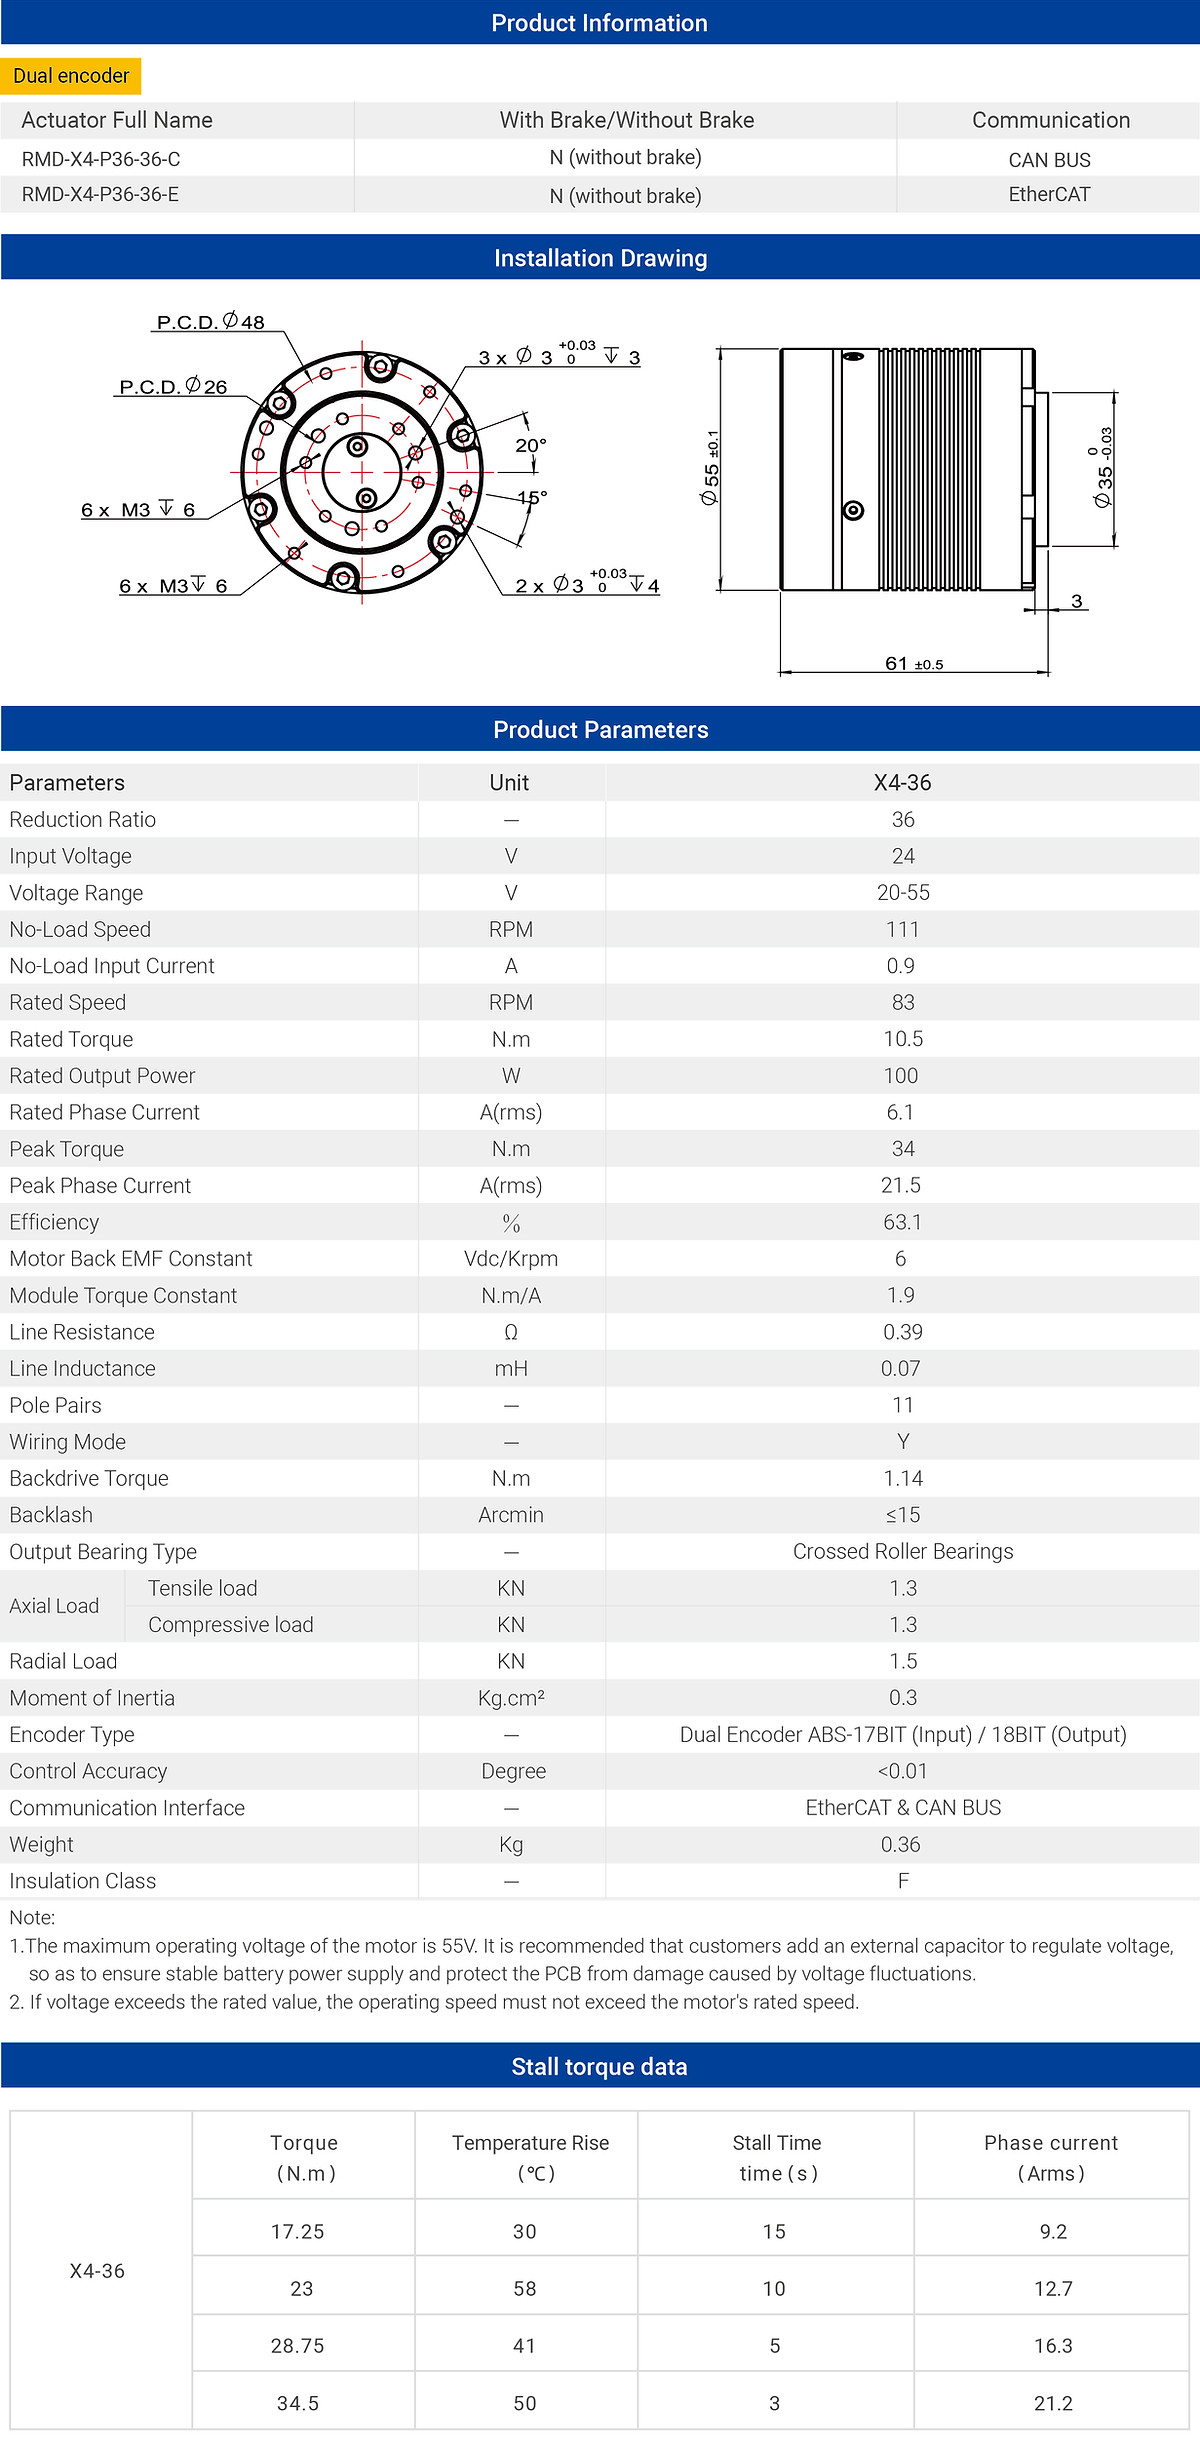 Product Information
Dual encoder
Actuator Full Name With Brake/Without Brake Communication
RMD-X4-P36-36-C N (without brake) CAN BUS
RMD-X4-P36-36-E N (without brake) EtherCAT
Installation Drawing
P.C.D.∅48
P.C.D.∅26
3 x ∅ 3 +0.03 0 ↧ 3
20°
15°
6 x M3 ↧ 6
6 x M3↧ 6
2 x ∅3 +0.03 0 ↧4
∅55 ±0.1
∅35 0 -0.03
3
61 ±0.5
Product Parameters
Parameters Unit X4-36
Reduction Ratio — 36
Input Voltage V 24
Voltage Range V 20-55
No-Load Speed RPM 111
No-Load Input Current A 0.9
Rated Speed RPM 83
Rated Torque N.m 10.5
Rated Output Power W 100
Rated Phase Current A(rms) 6.1
Peak Torque N.m 34
Peak Phase Current A(rms) 21.5
Efficiency % 63.1
Motor Back EMF Constant Vdc/Krpm 6
Module Torque Constant N.m/A 1.9
Line Resistance Ω 0.39
Line Inductance mH 0.07
Pole Pairs — 11
Wiring Mode — Y
Backdrive Torque N.m 1.14
Backlash Arcmin ≤15
Output Bearing Type — Crossed Roller Bearings
Axial Load
Tensile load KN 1.3
Compressive load KN 1.3
Radial Load KN 1.5
Moment of Inertia Kg.cm² 0.3
Encoder Type — Dual Encoder ABS-17BIT (Input) / 18BIT (Output)
Control Accuracy Degree <0.01
Communication Interface — EtherCAT & CAN BUS
Weight Kg 0.36
Insulation Class — F
Note:
1.The maximum operating voltage of the motor is 55V. It is recommended that customers add an external capacitor to regulate voltage,
so as to ensure stable battery power supply and protect the PCB from damage caused by voltage fluctuations.
2. If voltage exceeds the rated value, the operating speed must not exceed the motor's rated speed.
Stall torque data
Torque Temperature Rise Stall Time Phase current
(N.m) (℃) time(s) (Arms)
17.25 30 15 9.2
X4-36
23 58 10 12.7
28.75 41 5 16.3
34.5 50 3 21.2